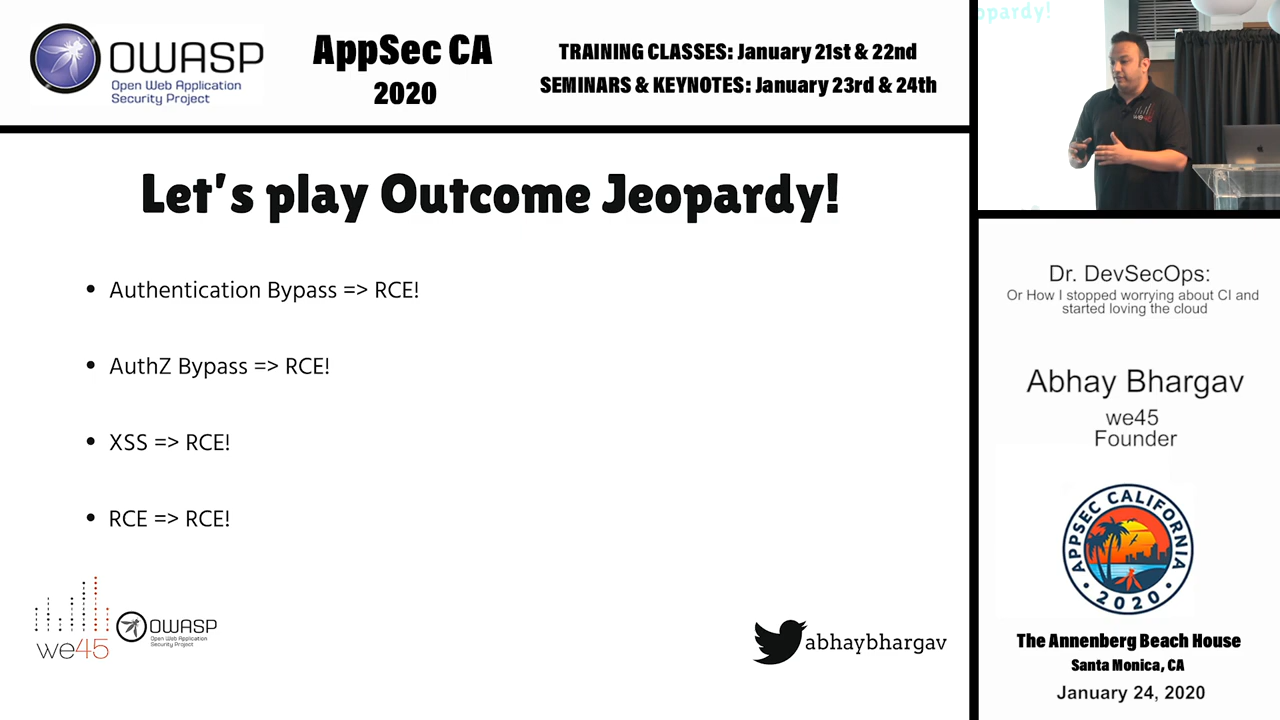 OWASP
Open Web Application
Security Project
AppSec CA
2020
TRAINING CLASSES: January 21st & 22nd
SEMINARS & KEYNOTES: January 23rd & 24th
opardy!
we45
Let's play Outcome Jeopardy!
• Authentication Bypass => RCE!
• AuthZ Bypass => RCE!
• XSS => RCE!
• RCE => RCE!
we45
OWASP
Open Web Application
Security Project
abhaybhargav
Dr. DevSecOps:
Or How I stopped worrying about CI and
started loving the cloud
Abhay Bhargav
we45
Founder
APPSEC CALIFORNIA
• 2020 •
The Annenberg Beach House
Santa Monica, CA
January 24, 2020